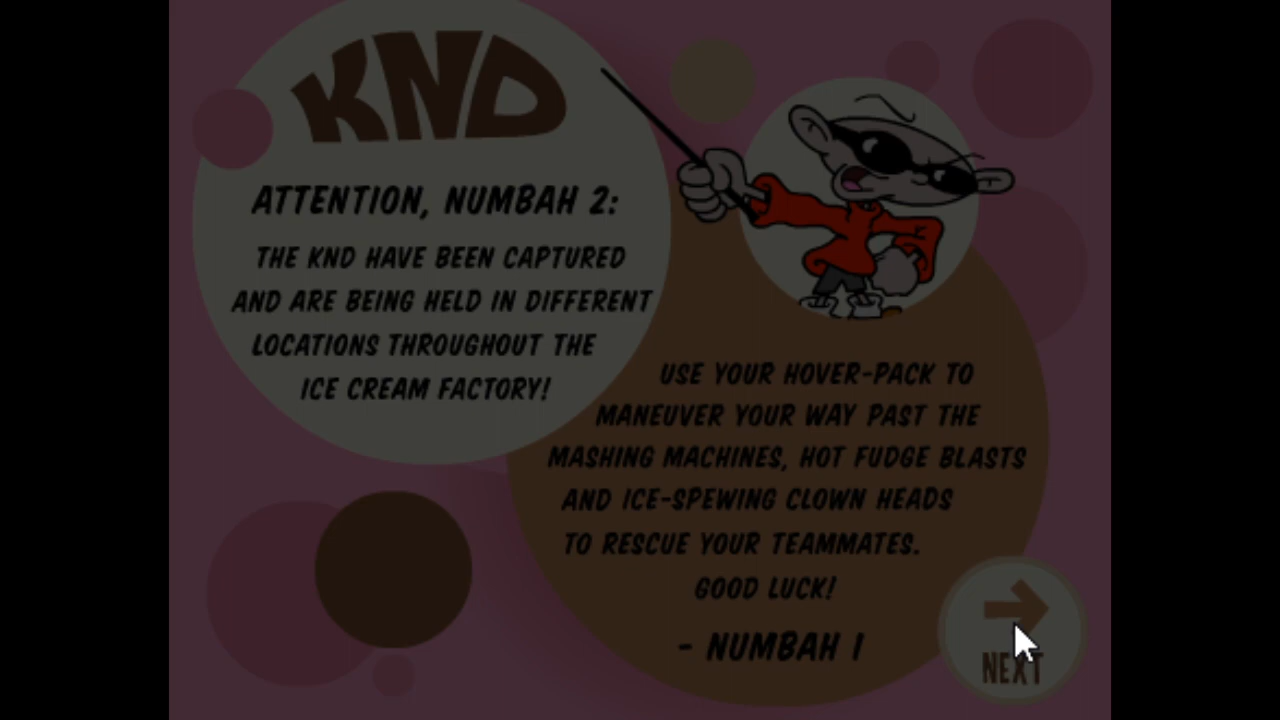 KND
ATTENTION, NUMBAH 2:
THE KND HAVE BEEN CAPTURED
AND ARE BEING HELD IN DIFFERENT
LOCATIONS THROUGHOUT THE
ICE CREAM FACTORY!
USE YOUR HOVER-PACK TO
MANEUVER YOUR WAY PAST THE
MASHING MACHINES, HOT FUDGE BLASTS
AND ICE-SPEWING CLOWN HEADS
TO RESCUE YOUR TEAMMATES.
GOOD LUCK!
- NUMBAH 1
NEXT